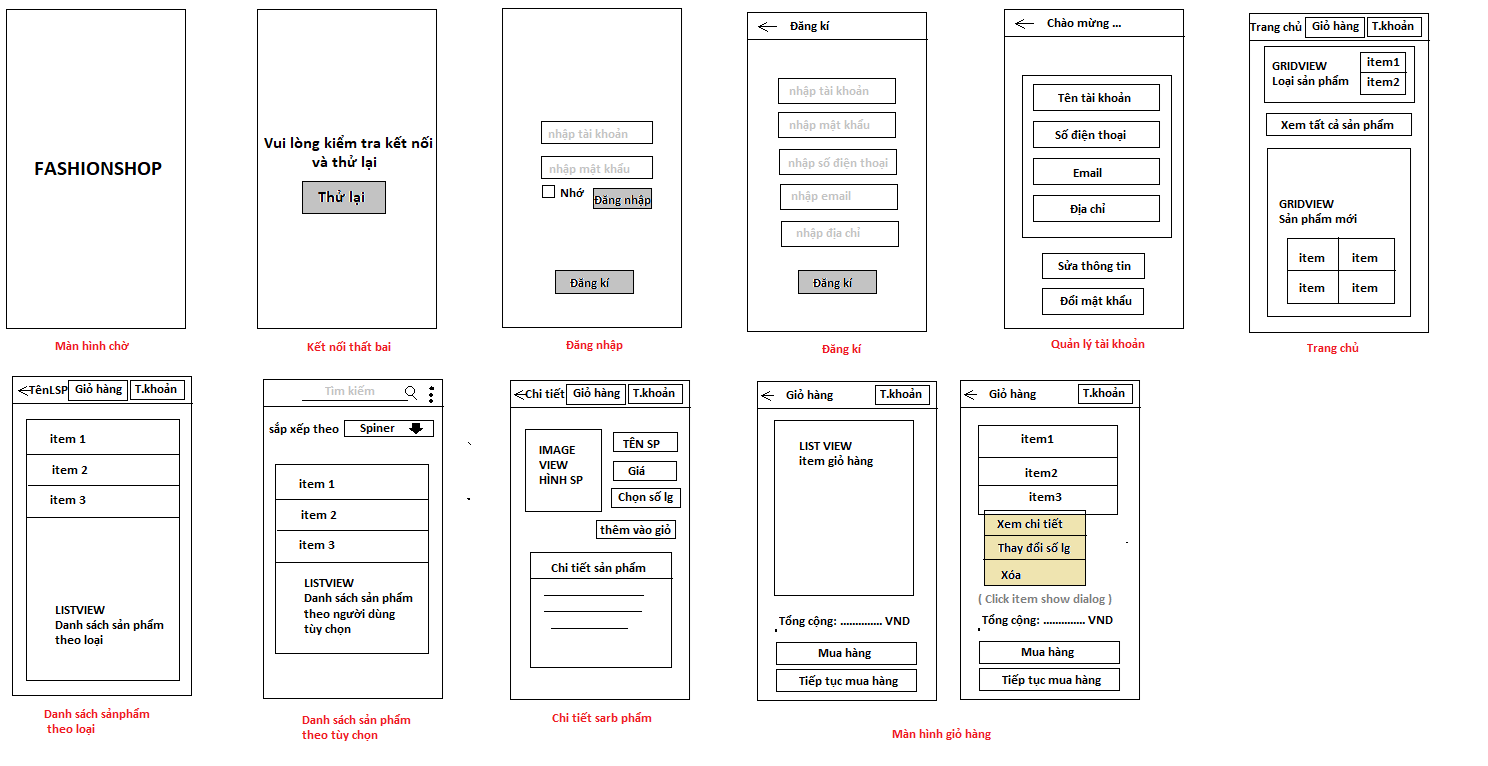 FASHIONSHOP
Màn hình chờ
Vui lòng kiểm tra kết nối
và thử lại
Thử lại
Kết nối thất bai
nhập tài khoản
nhập mật khẩu
Nhớ
Đăng nhập
Đăng kí
Đăng nhập
Đăng kí
nhập tài khoản
nhập mật khẩu
nhập số điện thoại
nhập email
nhập địa chỉ
Đăng kí
Đăng kí
Chào mừng ...
Tên tài khoản
Số điện thoại
Email
Địa chỉ
Sửa thông tin
Đổi mật khẩu
Quản lý tài khoản
Trang chủ Giỏ hàng T.khoản
GRIDVIEW
Loại sản phẩm
item1
item2
Xem tất cả sản phẩm
GRIDVIEW
Sản phẩm mới
item item
item item
Trang chủ
TênLSP Giỏ hàng T.khoản
item 1
item 2
item 3
LISTVIEW
Danh sách sản phẩm
theo loại
Danh sách sảnphẩm
theo loại
Tìm kiếm
sắp xếp theo Spiner
item 1
item 2
item 3
LISTVIEW
Danh sách sản phẩm
theo người dùng
tùy chọn
Danh sách sản phẩm
theo tùy chọn
Chi tiết Giỏ hàng T.khoản
IMAGE
VIEW
HÌNH SP
TÊN SP
Giá
Chọn số lg
thêm vào giỏ
Chi tiết sản phẩm
Chi tiết sarb phẩm
Giỏ hàng T.khoản
LIST VIEW
item giỏ hàng
Tổng cộng: .............. VND
Mua hàng
Tiếp tục mua hàng
Giỏ hàng T.khoản
item1
item2
item3
Xem chi tiết
Thay đổi số lg
Xóa
( Click item show dialog )
Tổng cộng: .............. VND
Mua hàng
Tiếp tục mua hàng
Màn hình giỏ hàng